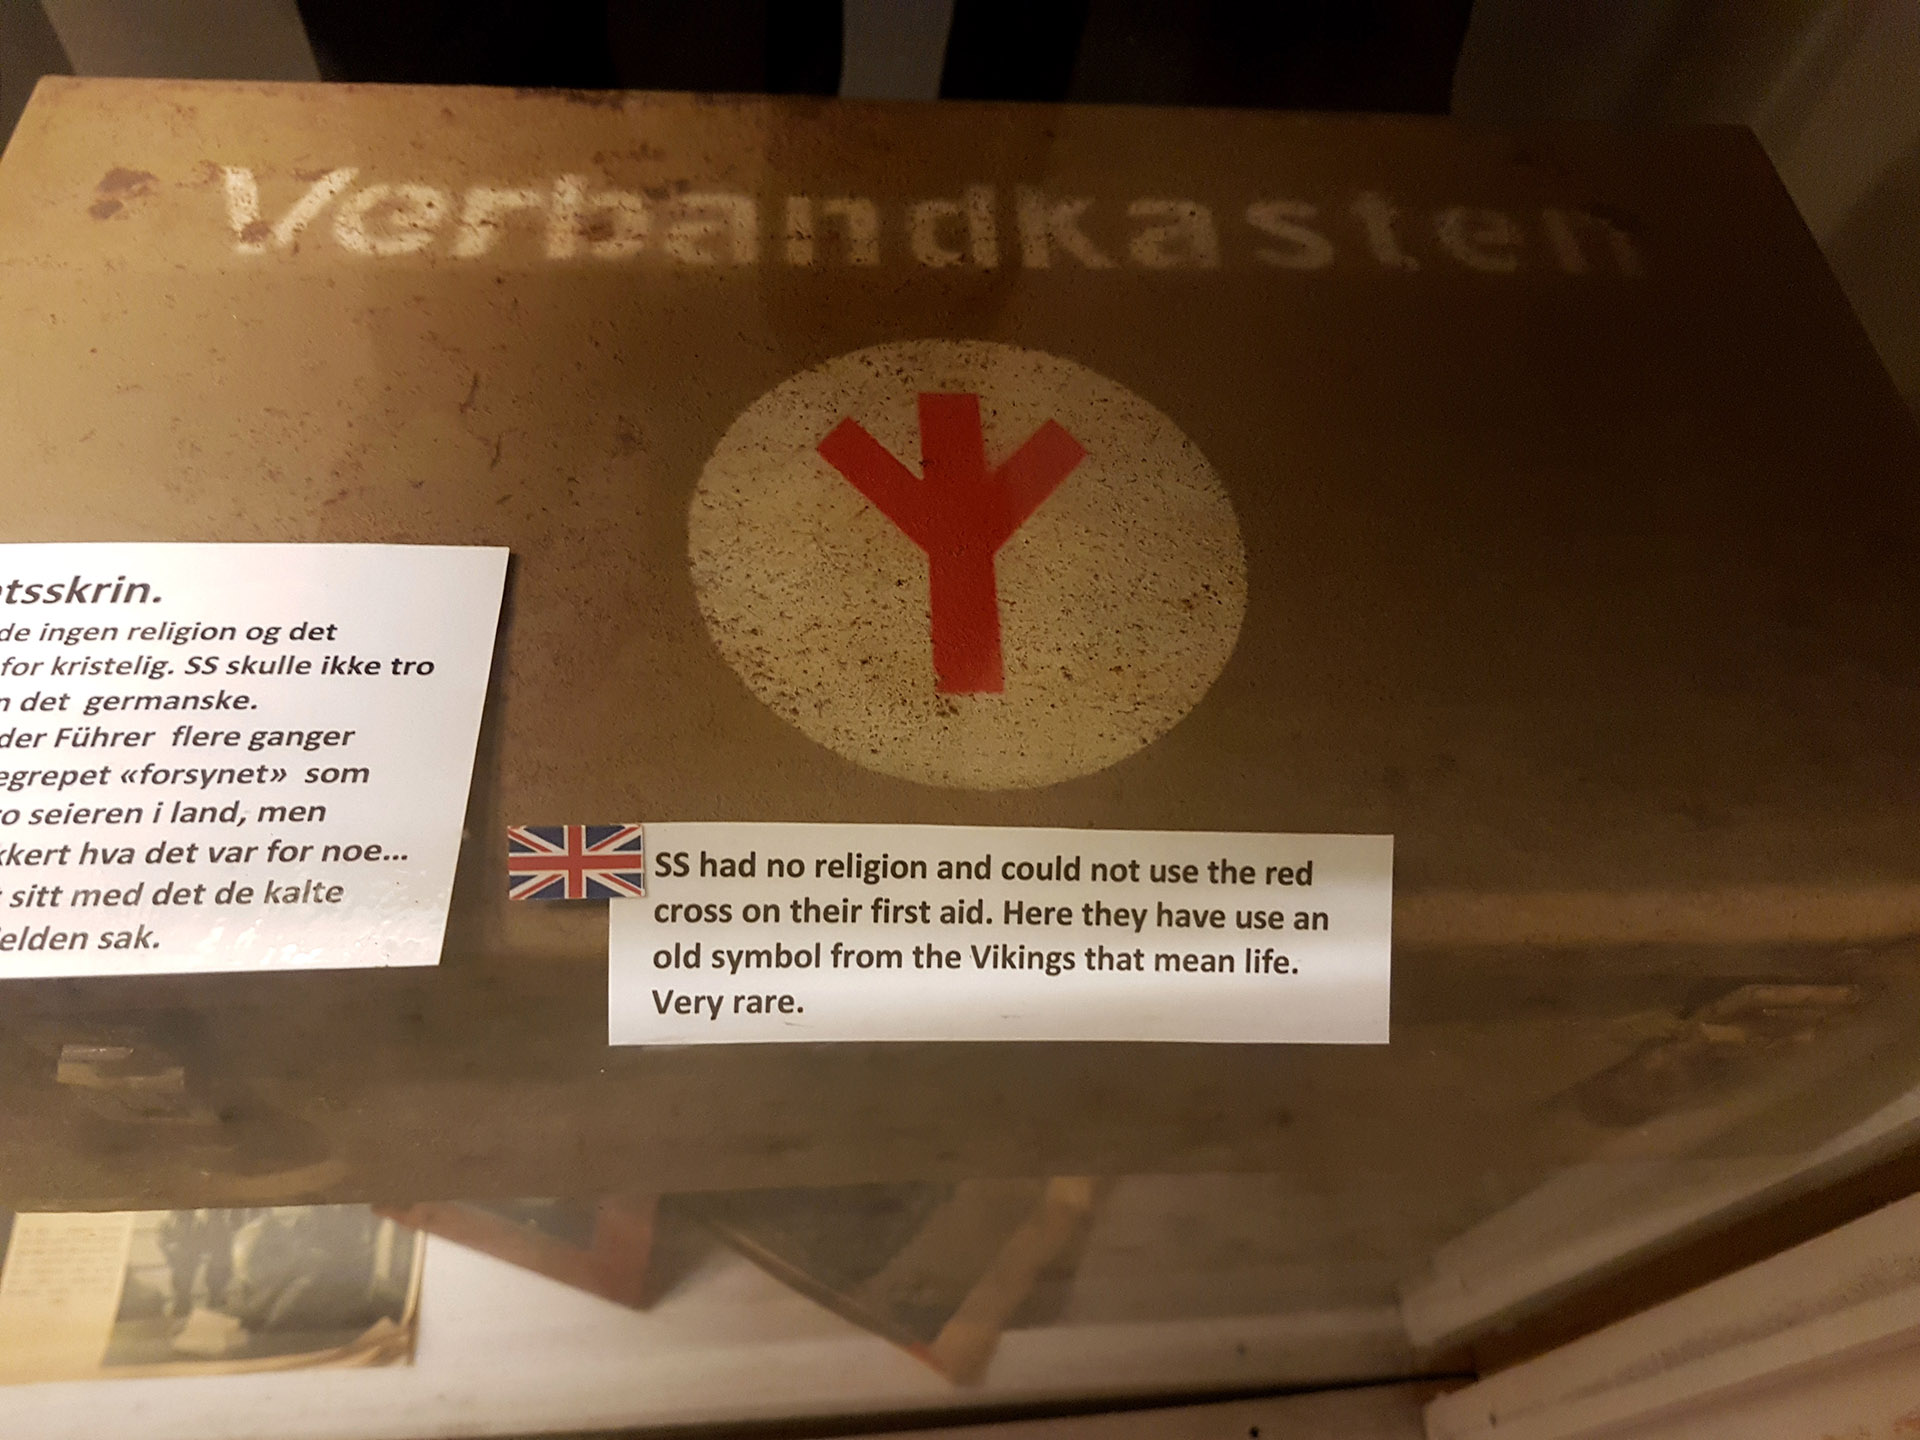 Verbandkasten
tsskrin.
de ingen religion og det
for kristelig. SS skulle ikke tro
det germanske.
der Führer flere ganger
egrepet «forsynet» som
o seieren i land, men
kkert hva det var for noe...
sitt med det de kalte
elden sak.
SS had no religion and could not use the red
cross on their first aid. Here they have use an
old symbol from the Vikings that mean life.
Very rare.